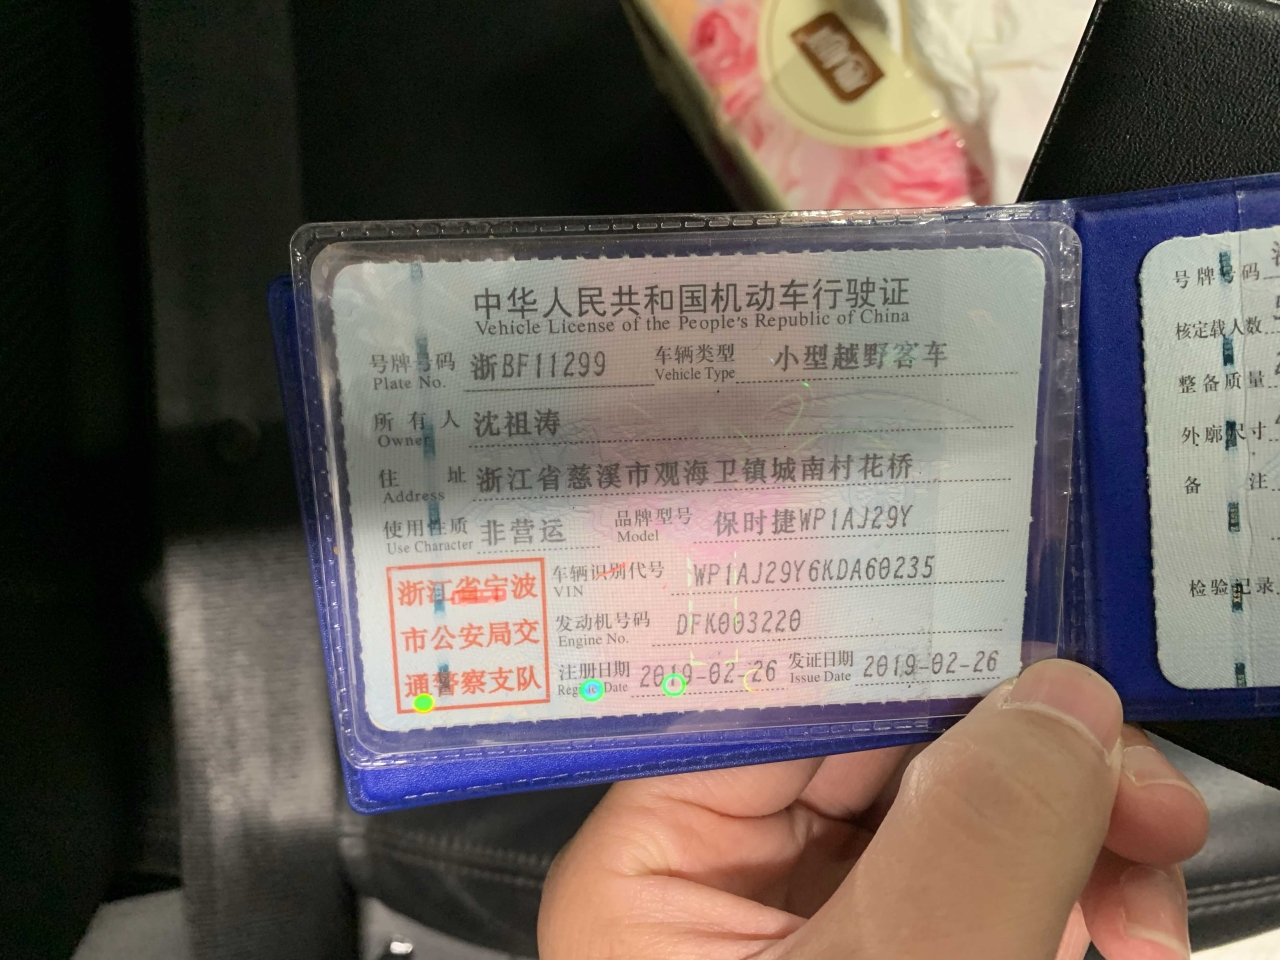 中华人民共和国机动车行驶证
Vehicle License of the People's Republic of China
号牌号码 浙BF11299 车辆类型 小型越野客车
Plate No. Vehicle Type
所有人 沈祖涛
Owner
住址 浙江省慈溪市观海卫镇城南村花桥
Address
使用性质 非营运 品牌型号 保时捷WP1AJ29Y
Use Character Model
浙江省宁波
市公安局交
通警察支队
车辆识别代号 WP1AJ29Y6KDA60235
VIN
发动机号码 DFK003220
Engine No.
注册日期 2019-02-26 发证日期 2019-02-26
Register Date Issue Date
号牌号码
核定载人数
整备质量
外廓尺寸
备注
检验记录